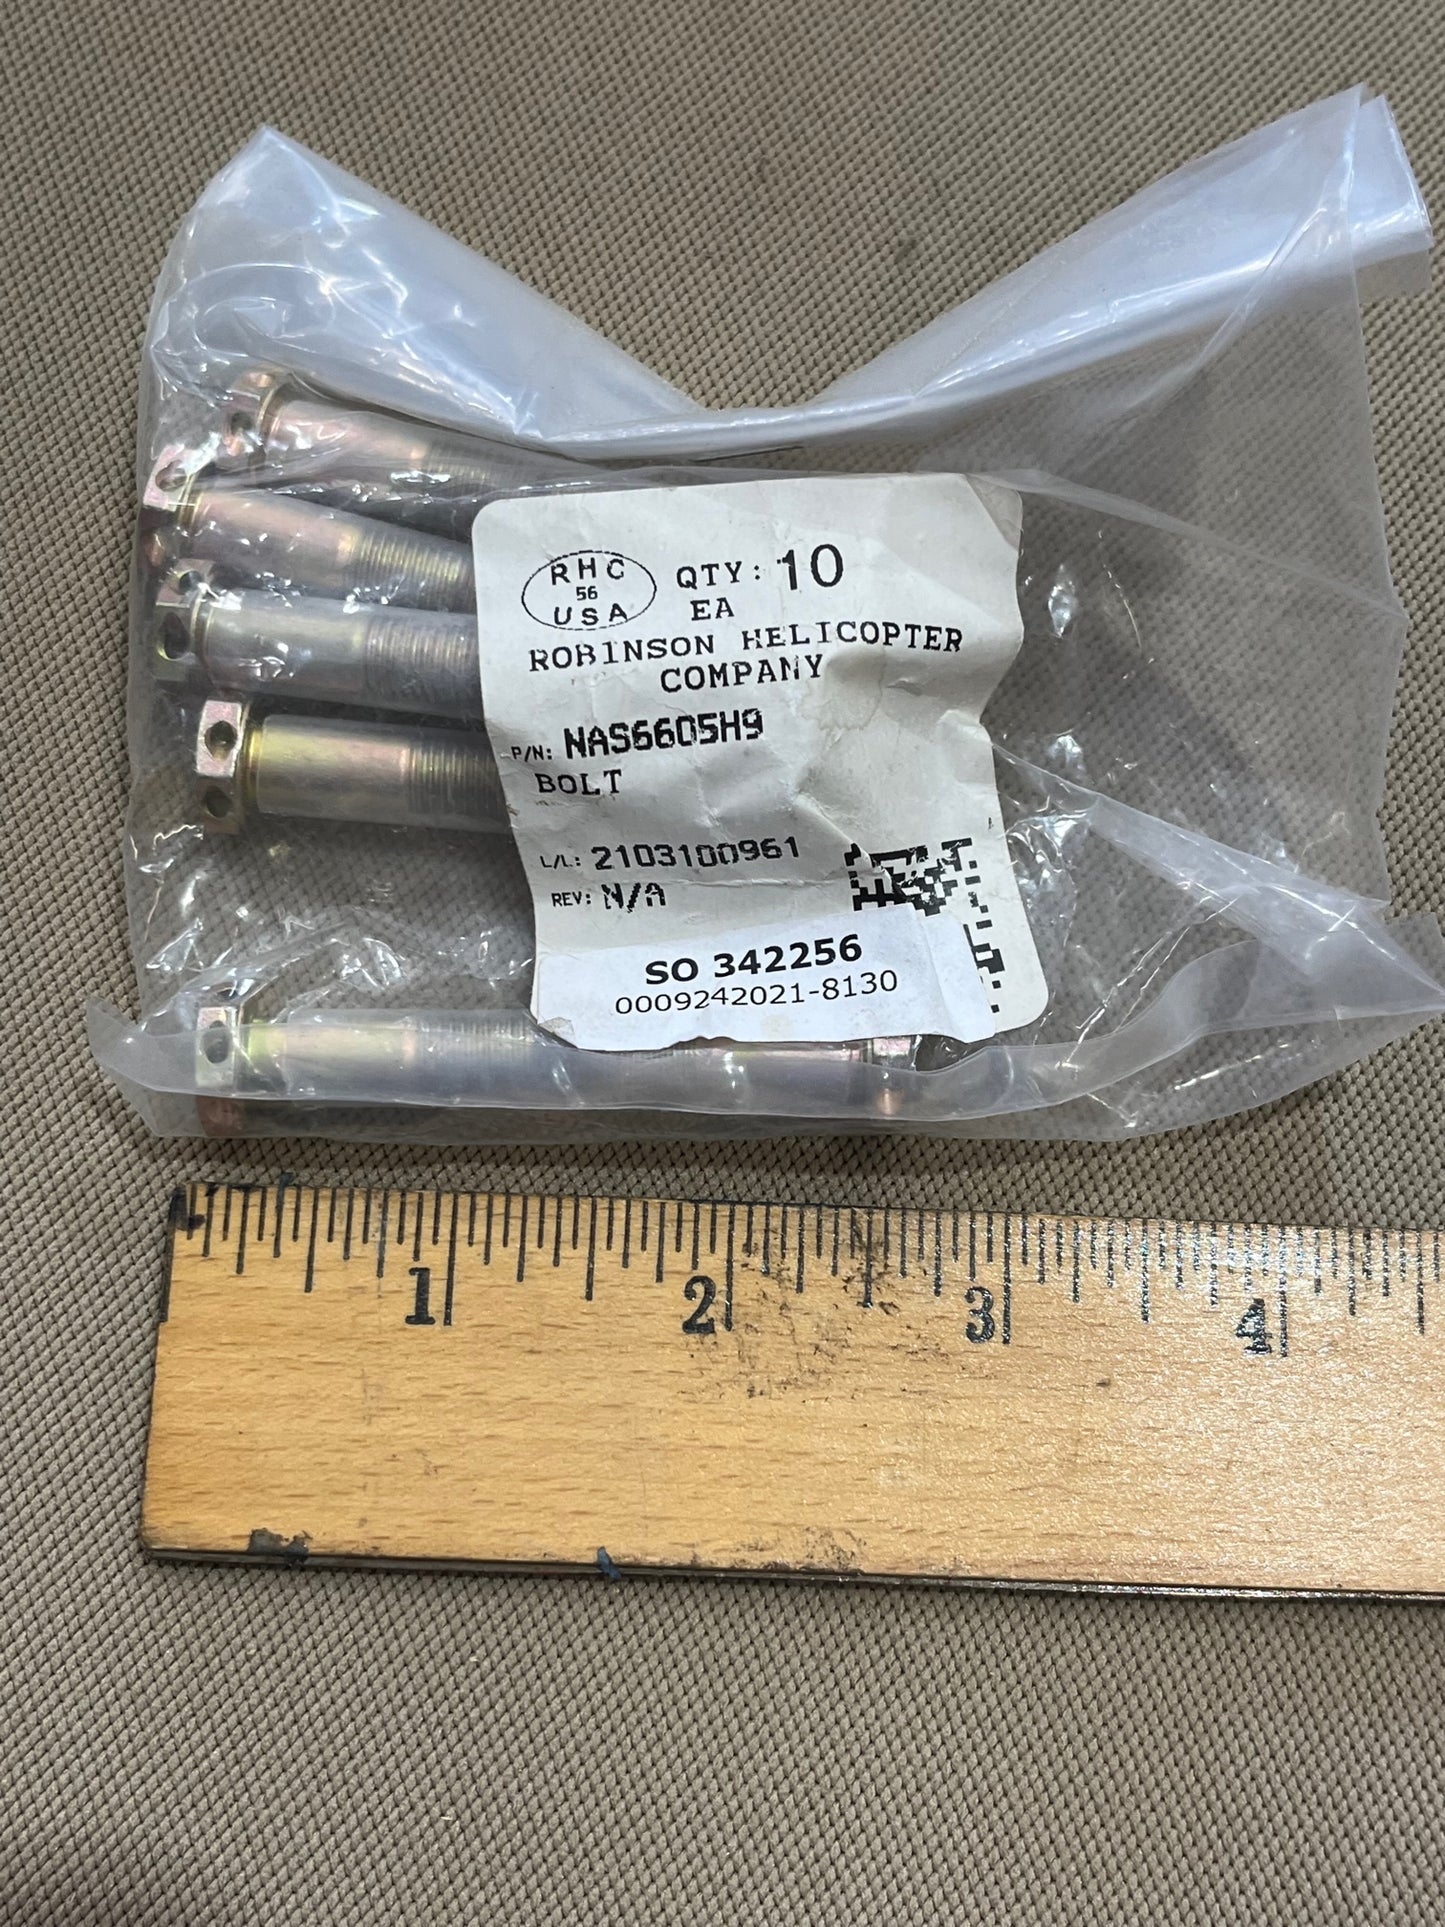 RHC
56
USA
QTY: 10
EA
ROBINSON HELICOPTER
COMPANY
P/N: NAS6605H9
BOLT
L/L: 2103100961
REV: N/A
SO 342256
0009242021-8130
1 2 3 4